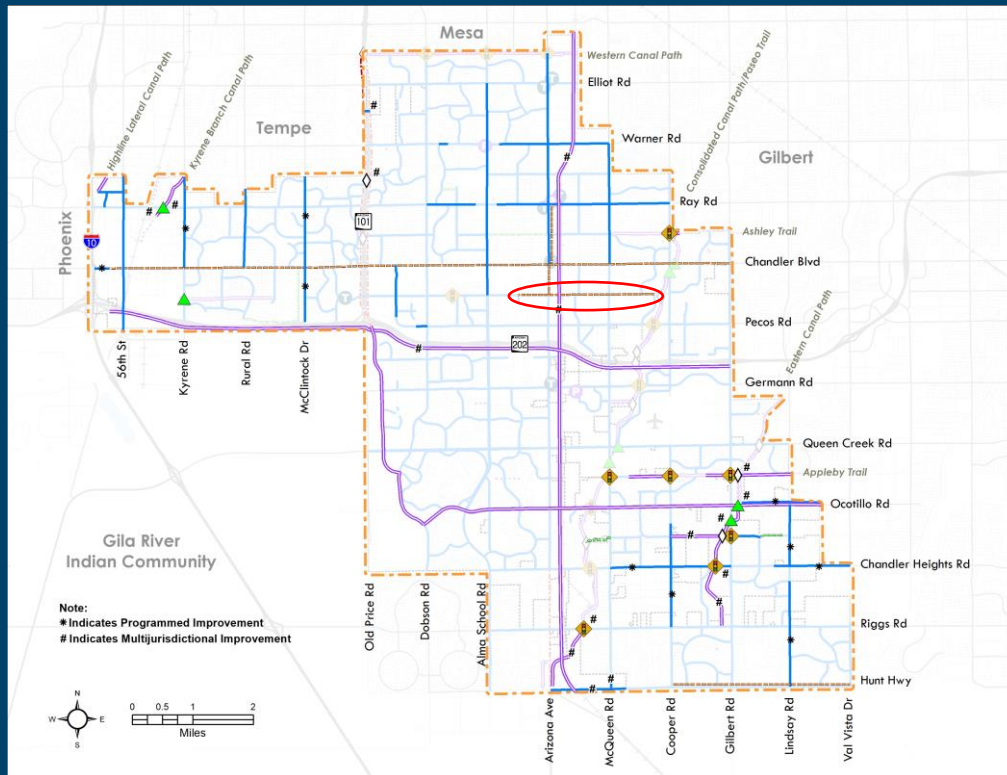 Mesa
Western Canal Path
Elliot Rd
Highline Lateral Canal Path
Kyrene Branch Canal Path
Tempe
Warner Rd
Consolidated Canal Path/Paseo Trail
Gilbert
Ray Rd
101
Ashley Trail
Phoenix
10
Chandler Blvd
Pecos Rd
202
Eastern Canal Path
56th St
Kyrene Rd
Rural Rd
McClintock Dr
Germann Rd
Queen Creek Rd
Appleby Trail
Ocotillo Rd
Gila River
Indian Community
Chandler Heights Rd
Note:
* Indicates Programmed Improvement
# Indicates Multijurisdictional Improvement
Old Price Rd
Dobson Rd
Alma School Rd
Riggs Rd
Hunt Hwy
N
W
E
S
0 0.5 1 2
Miles
Arizona Ave
McQueen Rd
Cooper Rd
Gilbert Rd
Lindsay Rd
Val Vista Dr